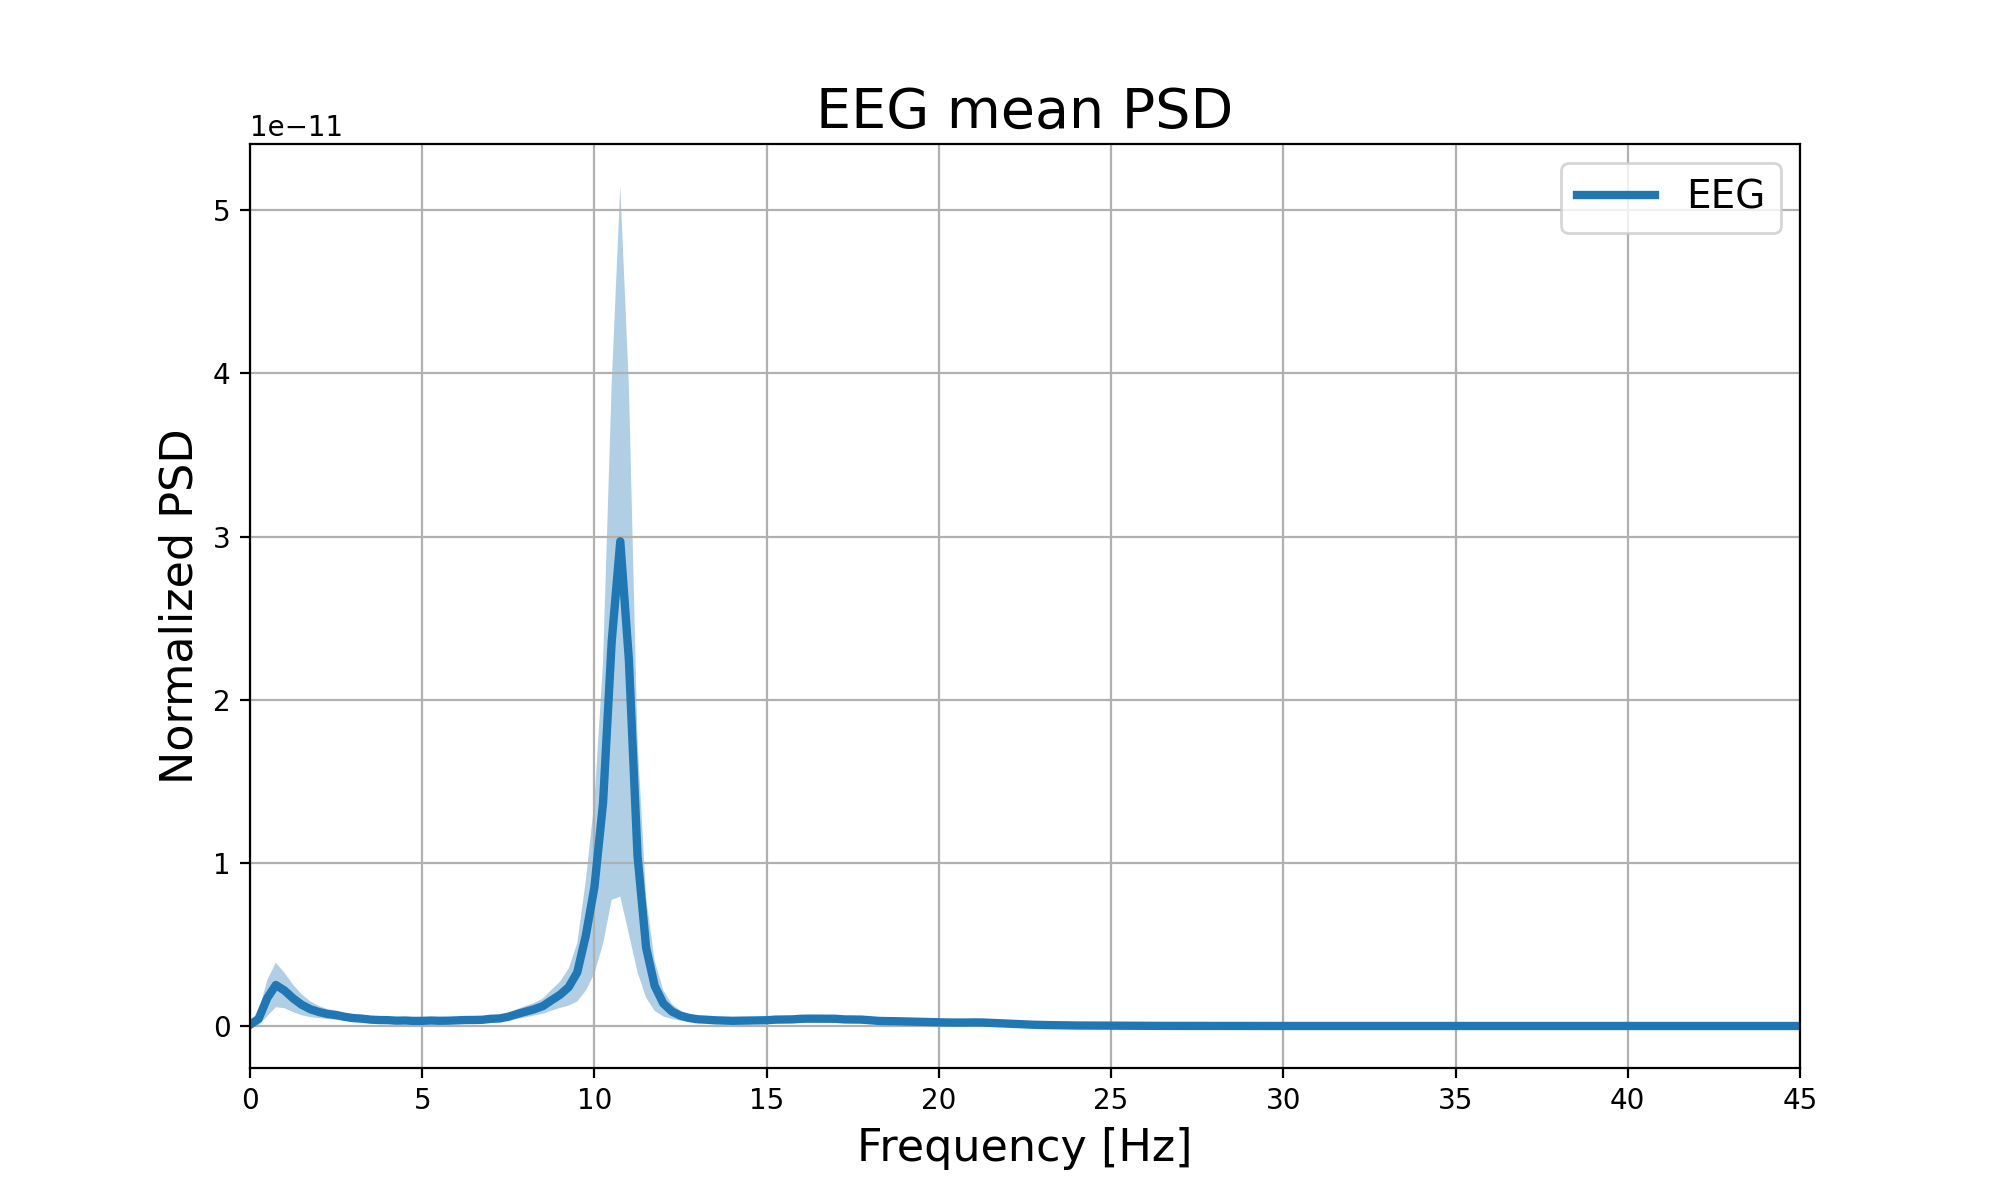 EEG mean PSD
1e−11
EEG
5
4
3
2
1
0
Normalized PSD
0 5 10 15 20 25 30 35 40 45
Frequency [Hz]